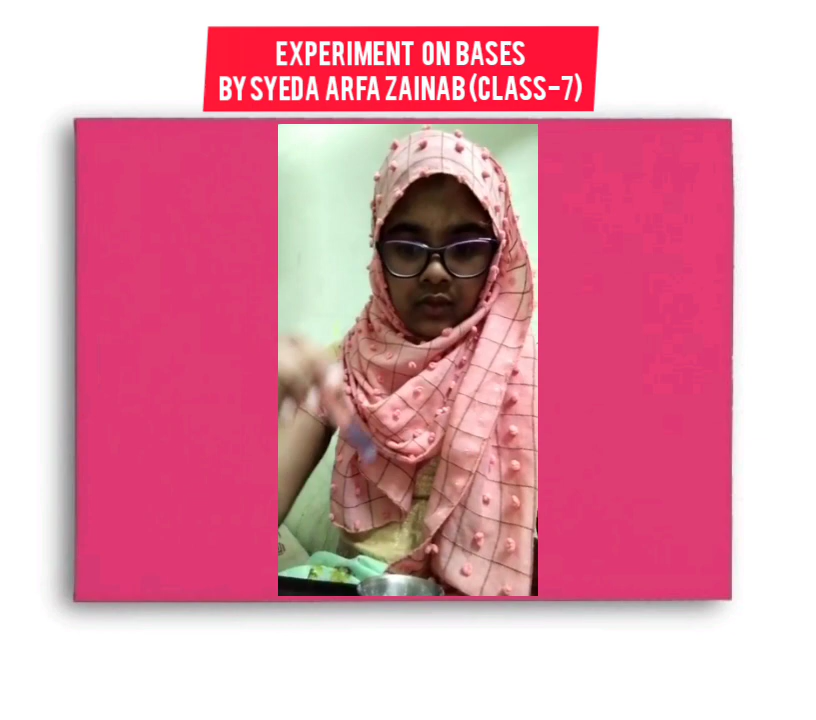 EXPERIMENT ON BASES
BY SYEDA ARFA ZAINAB (CLASS-7)